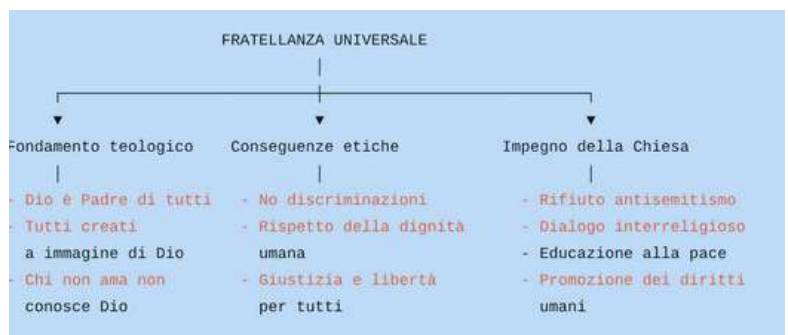 FRATELLANZA UNIVERSALE
Fondamento teologico
- Dio è Padre di tutti
- Tutti creati
a immagine di Dio
- Chi non ama non
conosce Dio
Conseguenze etiche
- No discriminazioni
- Rispetto della dignità
umana
- Giustizia e libertà
per tutti
Impegno della Chiesa
- Rifiuto antisemitismo
- Dialogo interreligioso
- Educazione alla pace
- Promozione dei diritti
umani